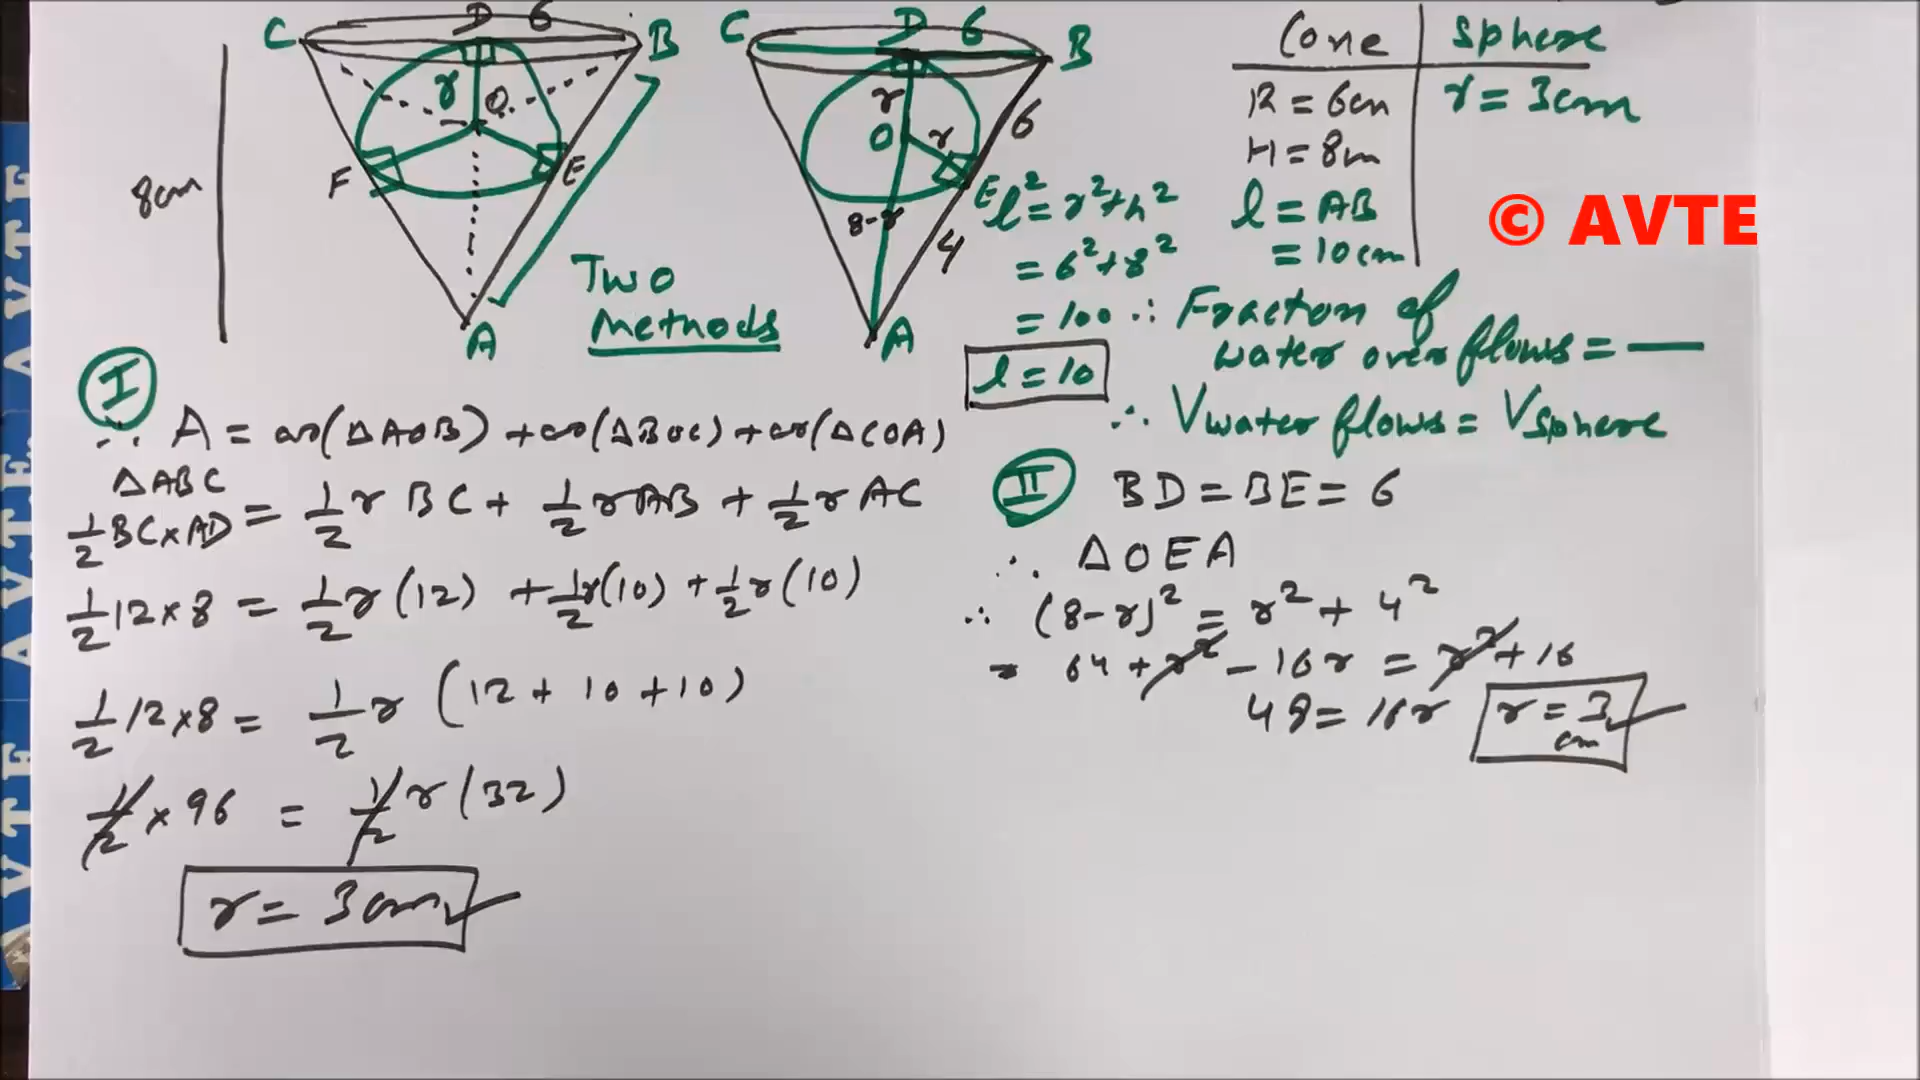 C D 6 B
r O
F E
8cm
A
Two
Methods
C D 6 B
r
O r 6
E
8-r 4
A
l² = r²+h²
= 6²+8²
= 100
l = 10
Cone Sphere
R = 6cm r = 3cm
H = 8m
l = AB
= 10cm
© AVTE
∴ Fraction of
water over flows = —
∴ Vwater flows = Vsphere
I
∵ A = ar(ΔAOB) + ar(ΔBOC) + ar(ΔCOA)
ΔABC
1/2 BC×AD = 1/2 r BC + 1/2 r AB + 1/2 r AC
1/2 12×8 = 1/2 r (12) + 1/2 r(10) + 1/2 r(10)
1/2 12×8 = 1/2 r (12 + 10 + 10)
1/2 × 96 = 1/2 r (32)
r = 3cm
II BD = BE = 6
∴ ΔOEA
∴ (8-r)² = r² + 4²
= 64 + r² - 16r = r² + 16
48 = 16r r = 3
cm
AVTE AVTE AVTE